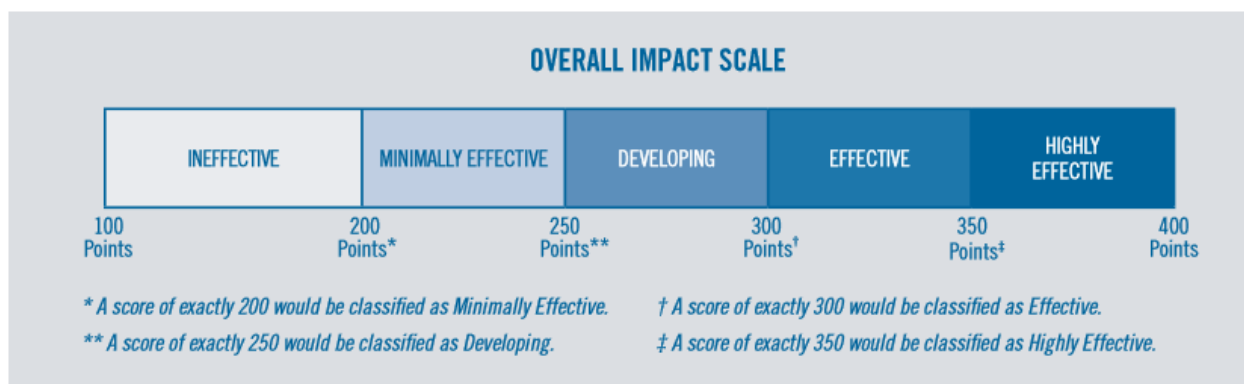 OVERALL IMPACT SCALE
INEFFECTIVE
MINIMALLY EFFECTIVE
DEVELOPING
EFFECTIVE
HIGHLY
EFFECTIVE
100
Points
200
Points*
250
Points**
300
Points†
350
Points‡
400
Points
* A score of exactly 200 would be classified as Minimally Effective.
** A score of exactly 250 would be classified as Developing.
† A score of exactly 300 would be classified as Effective.
‡ A score of exactly 350 would be classified as Highly Effective.